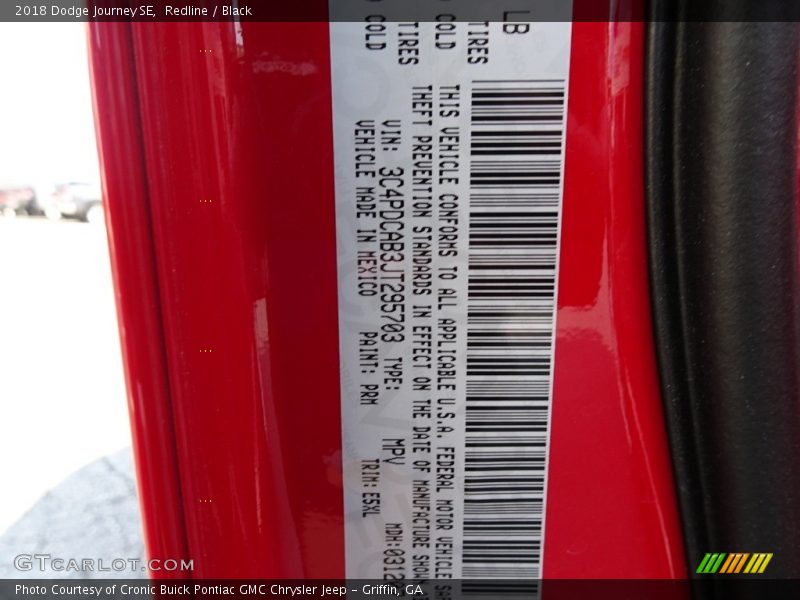 2018 Dodge Journey SE, Redline / Black
LB
TIRES
COLD
TIRES
COLD
THIS VEHICLE CONFORMS TO ALL APPLICABLE U.S.A. FEDERAL MOTOR VEHICLE
THEFT PREVENTION STANDARDS IN EFFECT ON THE DATE OF MANUFACTURE
VIN: 3C4PDCAB3JT295703 TYPE: MPV
VEHICLE MADE IN MEXICO PAINT: PRM TRIM: E5XL
MDH: 0312
GTCARLOT.COM
Photo Courtesy of Cronic Buick Pontiac GMC Chrysler Jeep - Griffin, GA